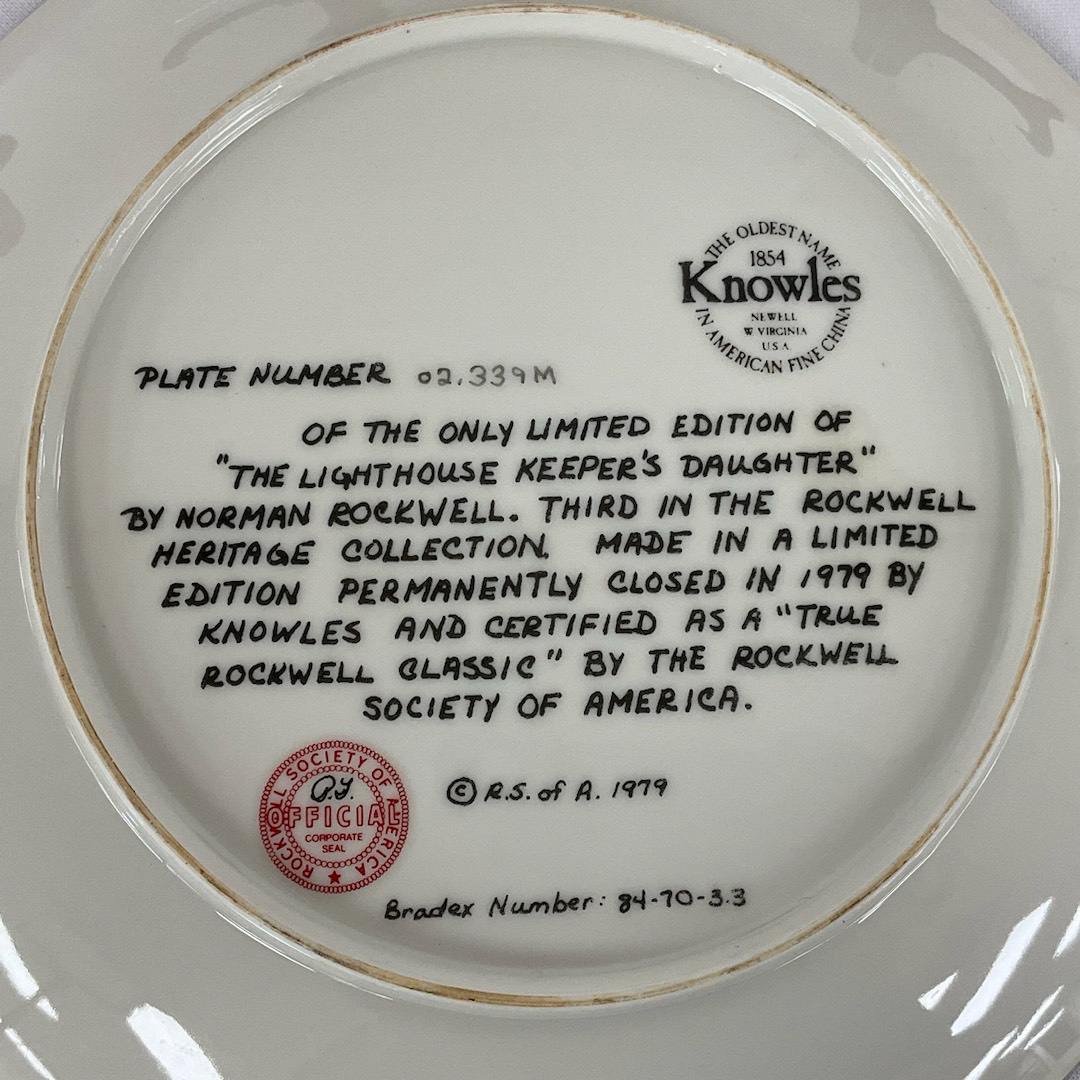 THE OLDEST NAME
1854
Knowles
NEWELL
W VIRGINIA
U.S.A.
IN AMERICAN FINE CHINA
PLATE NUMBER 02,339M
OF THE ONLY LIMITED EDITION OF
"THE LIGHTHOUSE KEEPER'S DAUGHTER"
BY NORMAN ROCKWELL. THIRD IN THE ROCKWELL
HERITAGE COLLECTION. MADE IN A LIMITED
EDITION PERMANENTLY CLOSED IN 1979 BY
KNOWLES AND CERTIFIED AS A "TRUE
ROCKWELL CLASSIC" BY THE ROCKWELL
SOCIETY OF AMERICA.
ROCKWOLL SOCIETY OF AMERICA
OFFICIAL
CORPORATE
SEAL
© R.S. of A. 1979
Bradex Number: 84-70-3.3